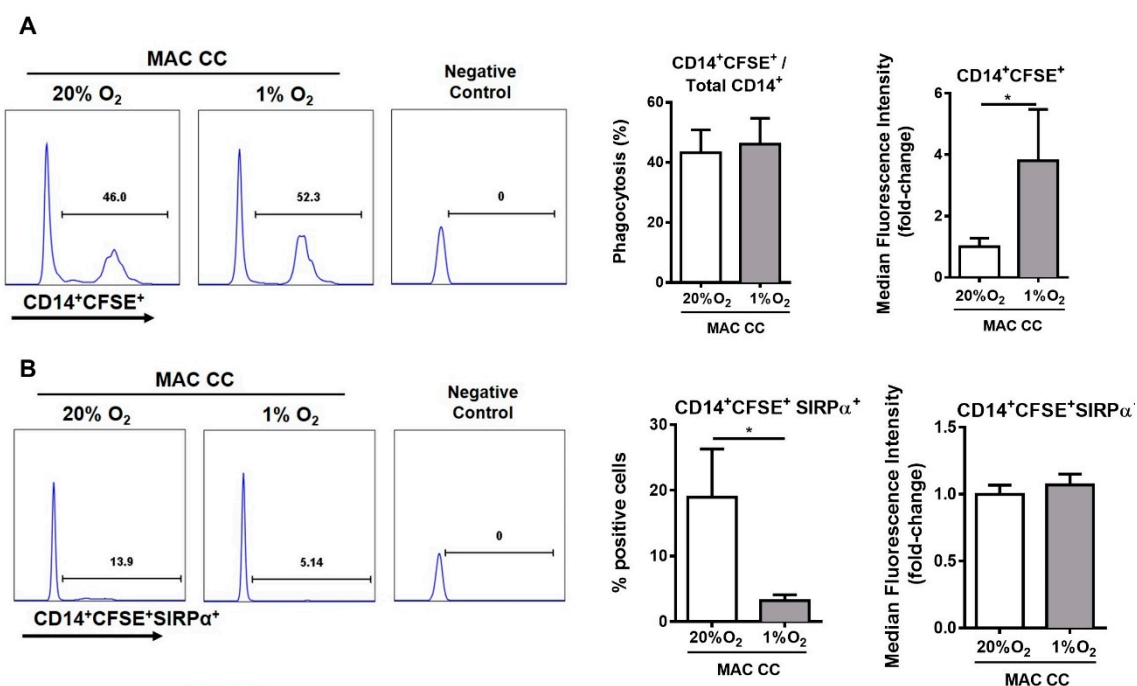 A
MAC CC
20% O₂
1% O₂
Negative
Control
46.0
52.3
0
CD14⁺CFSE⁺
CD14⁺CFSE⁺ /
Total CD14⁺
Phagocytosis (%)
60
40
20
0
20%O₂
1%O₂
MAC CC
CD14⁺CFSE⁺
*
Median Fluorescence Intensity
(fold-change)
6
4
2
0
20%O₂
1%O₂
MAC CC
B
MAC CC
20% O₂
1% O₂
Negative
Control
13.9
5.14
0
CD14⁺CFSE⁺SIRPα⁺
CD14⁺CFSE⁺ SIRPα⁺
*
% positive cells
30
20
10
0
20%O₂
1%O₂
MAC CC
CD14⁺CFSE⁺SIRPα⁺
Median Fluorescence Intensity
(fold-change)
1.5
1.0
0.5
0.0
20%O₂
1%O₂
MAC CC